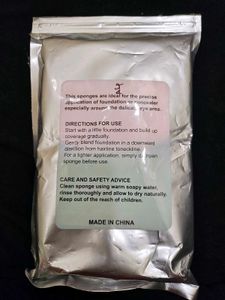 This sponges are ideal for the precise
application of foundation or concealer
especially around the delicate eye area.
DIRECTIONS FOR USE
Start with a little foundation and build up
coverage gradually.
Gently blend foundation in a downward
direction from hairline toneckline.
For a lighter application, simply dampen
sponge before use.
CARE AND SAFETY ADVICE
Clean sponge using warm soapy water,
rinse thoroughly and allow to dry naturally.
Keep out of the reach of children.
MADE IN CHINA